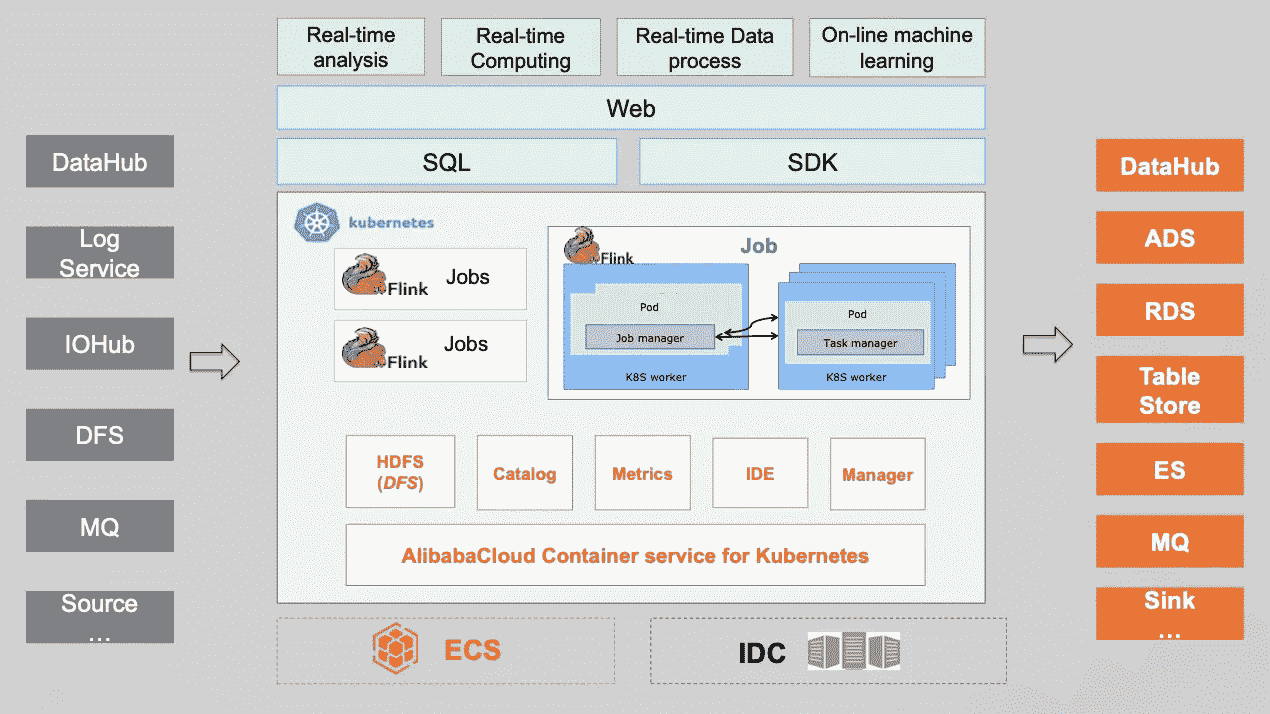 Real-time
analysis
Real-time
Computing
Real-time Data
process
On-line machine
learning
Web
SQL
SDK
DataHub
Log
Service
IOHub
DFS
MQ
Source
...
kubernetes
Flink
Jobs
Flink
Jobs
Flink
Job
Pod
Job manager
K8S worker
Pod
Task manager
K8S worker
HDFS
(DFS)
Catalog
Metrics
IDE
Manager
AlibabaCloud Container service for Kubernetes
ECS
IDC
DataHub
ADS
RDS
Table
Store
ES
MQ
Sink
...